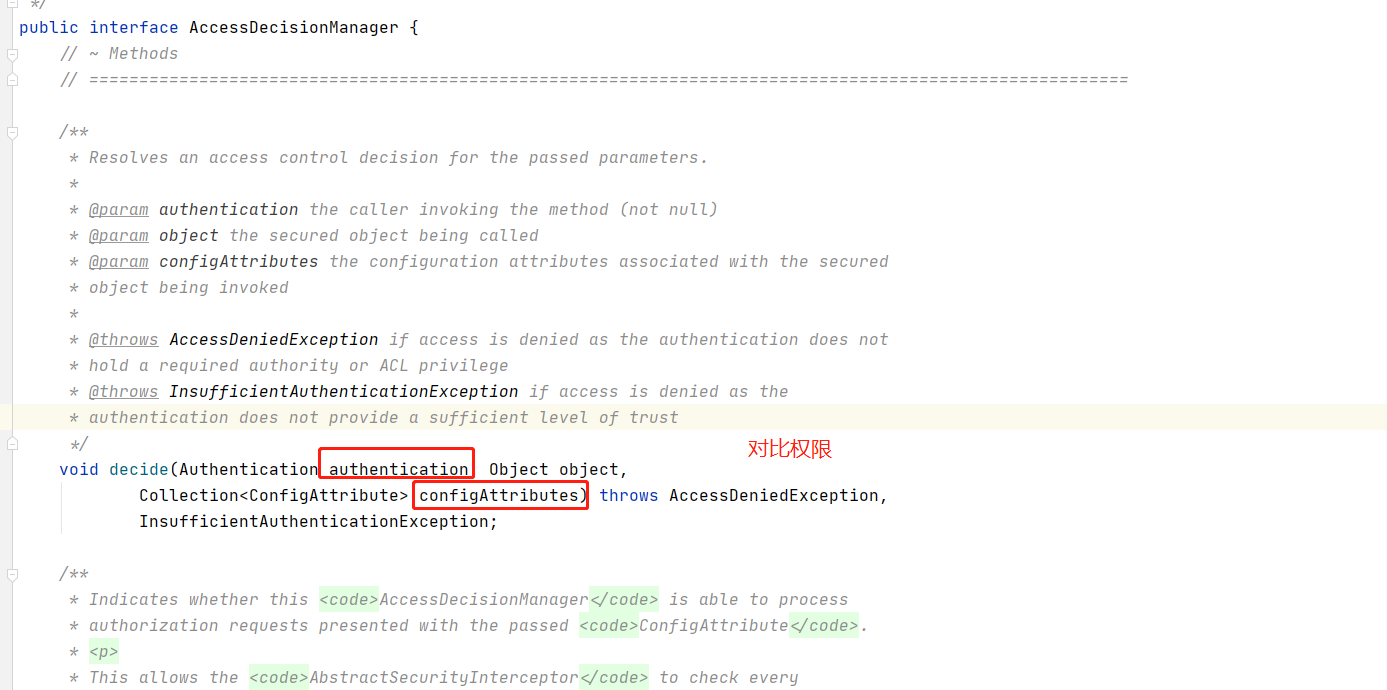 */
public interface AccessDecisionManager {
// ~ Methods
// ========================================================================================================
/**
* Resolves an access control decision for the passed parameters.
*
* @param authentication the caller invoking the method (not null)
* @param object the secured object being called
* @param configAttributes the configuration attributes associated with the secured
* object being invoked
*
* @throws AccessDeniedException if access is denied as the authentication does not
* hold a required authority or ACL privilege
* @throws InsufficientAuthenticationException if access is denied as the
* authentication does not provide a sufficient level of trust
*/
对比权限
void decide(Authentication authentication, Object object,
Collection<ConfigAttribute> configAttributes) throws AccessDeniedException,
InsufficientAuthenticationException;
/**
* Indicates whether this <code>AccessDecisionManager</code> is able to process
* authorization requests presented with the passed <code>ConfigAttribute</code>.
* <p>
* This allows the <code>AbstractSecurityInterceptor</code> to check every